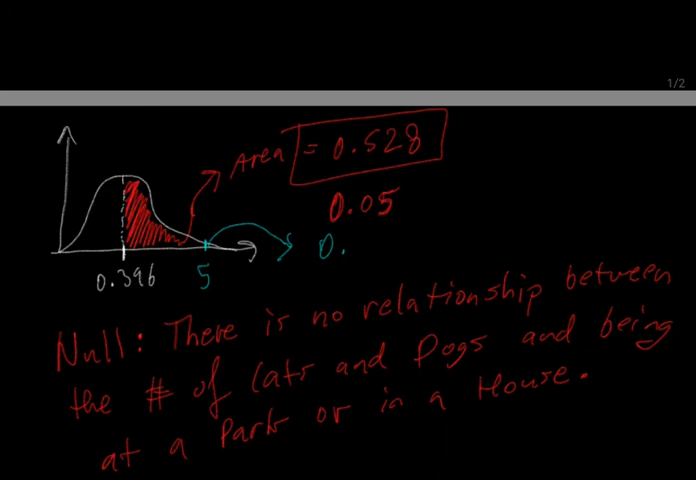 1/2
Area = 0.528
0.05
0.
0.396
5
Null: There is no relationship between
the # of Cats and Dogs and being
at a Park or in a House.